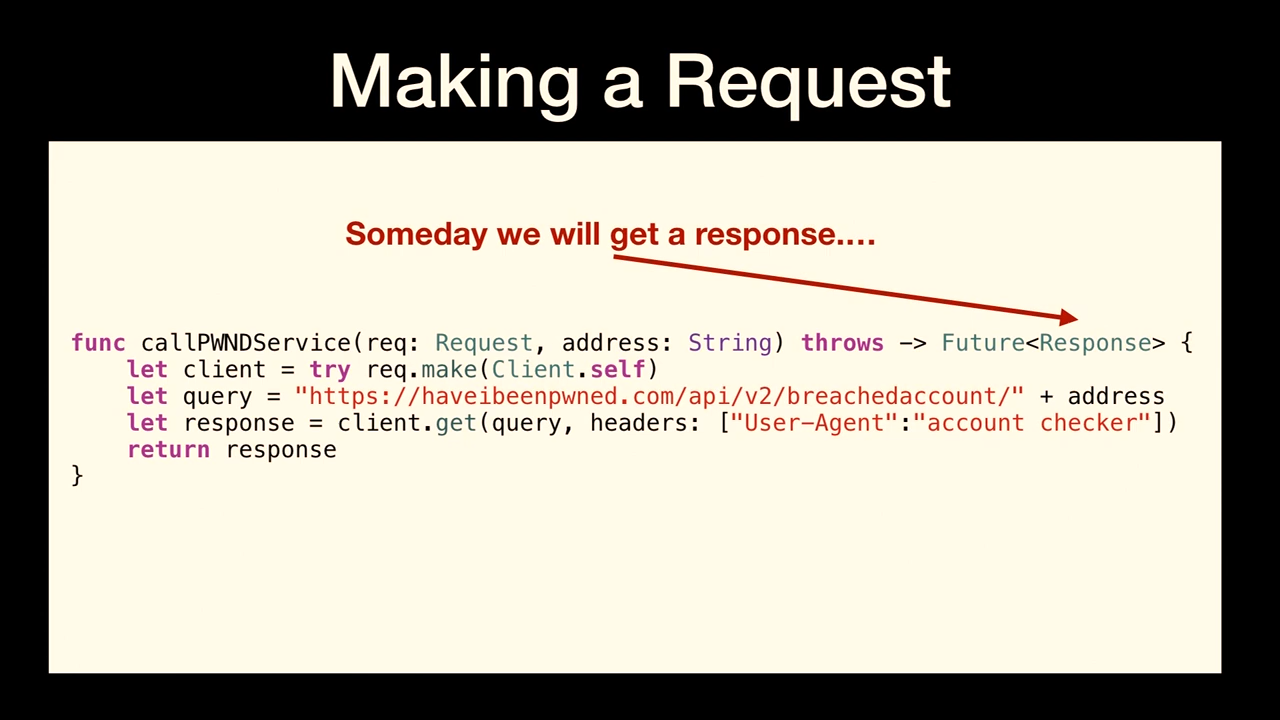 Making a Request
Someday we will get a response....
func callPWNDService(req: Request, address: String) throws -> Future<Response> {
    let client = try req.make(Client.self)
    let query = "https://haveibeenpwned.com/api/v2/breachedaccount/" + address
    let response = client.get(query, headers: ["User-Agent":"account checker"])
    return response
}